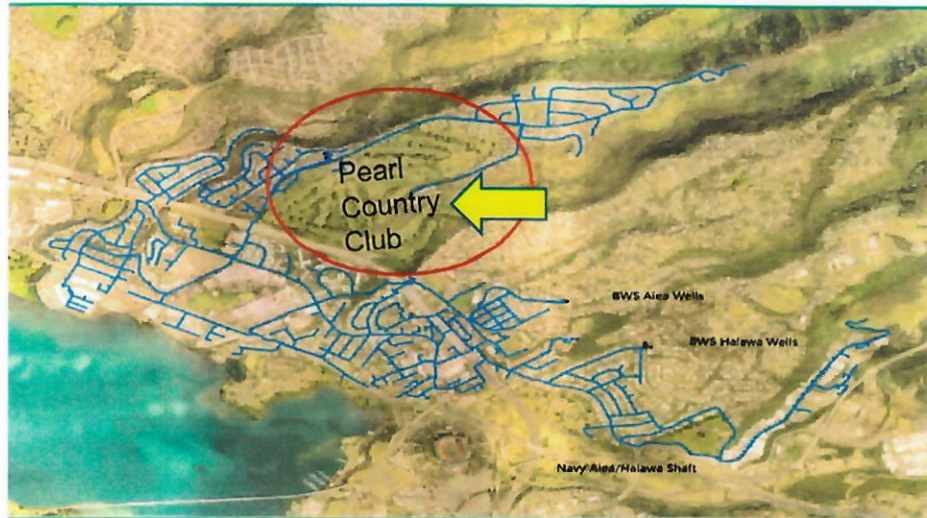 Pearl
Country
Club
BWS Aiea Wells
BWS Halawa Wells
Navy Aiea/Halawa Shaft